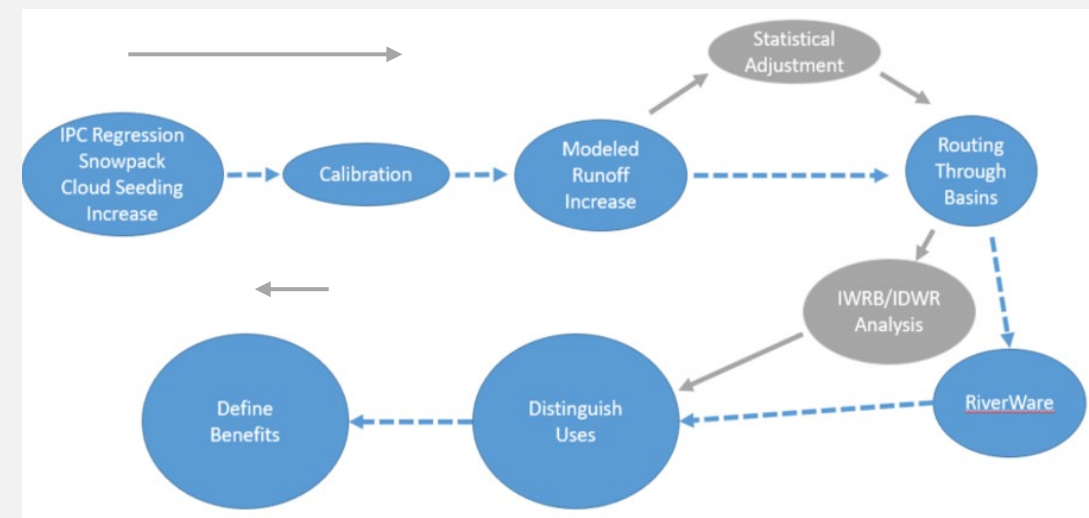 Statistical
Adjustment
IPC Regression
Snowpack
Cloud Seeding
Increase
Calibration
Modeled
Runoff
Increase
Routing
Through
Basins
IWRB/IDWR
Analysis
RiverWare
Distinguish
Uses
Define
Benefits